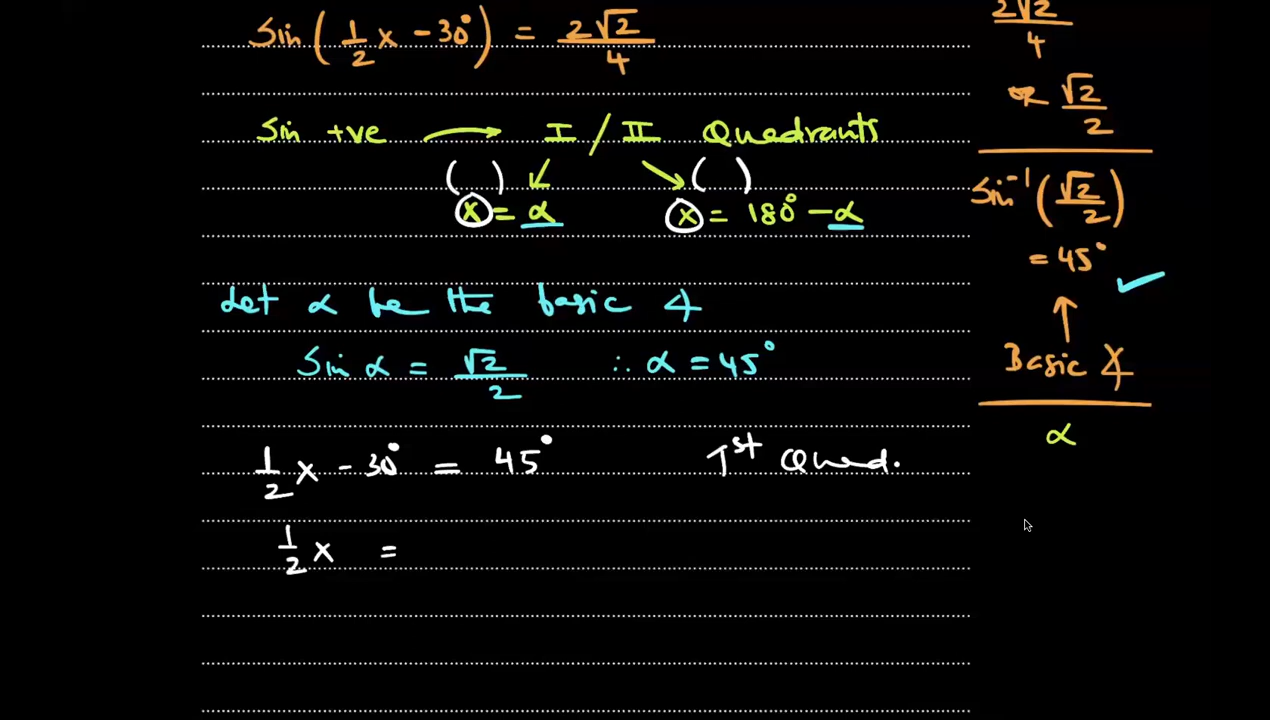 Sin(1/2 x - 30°) = 2√2/4
Sin +ve → I / II Quadrants
( ) ↙ ↘ ( )
x = α x = 180° - α
Let α be the basic ∡
Sin α = √2/2 ∴ α = 45°
1/2 x - 30° = 45° 1st Quad.
1/2 x =
2√2/4
√2/2
Sin⁻¹(√2/2)
= 45° ✓
↑
Basic ∡
α